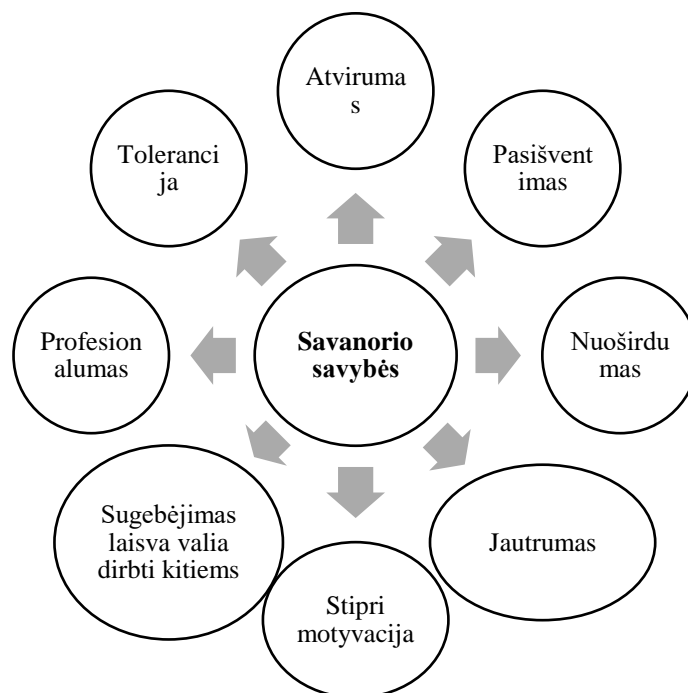 Atviruma
s
Pasišvent
imas
Nuoširdu
mas
Jautrumas
Stipri
motyvacija
Sugebėjimas
laisva valia
dirbti kitiems
Profesion
alumas
Toleranci
ja
Savanorio
savybės